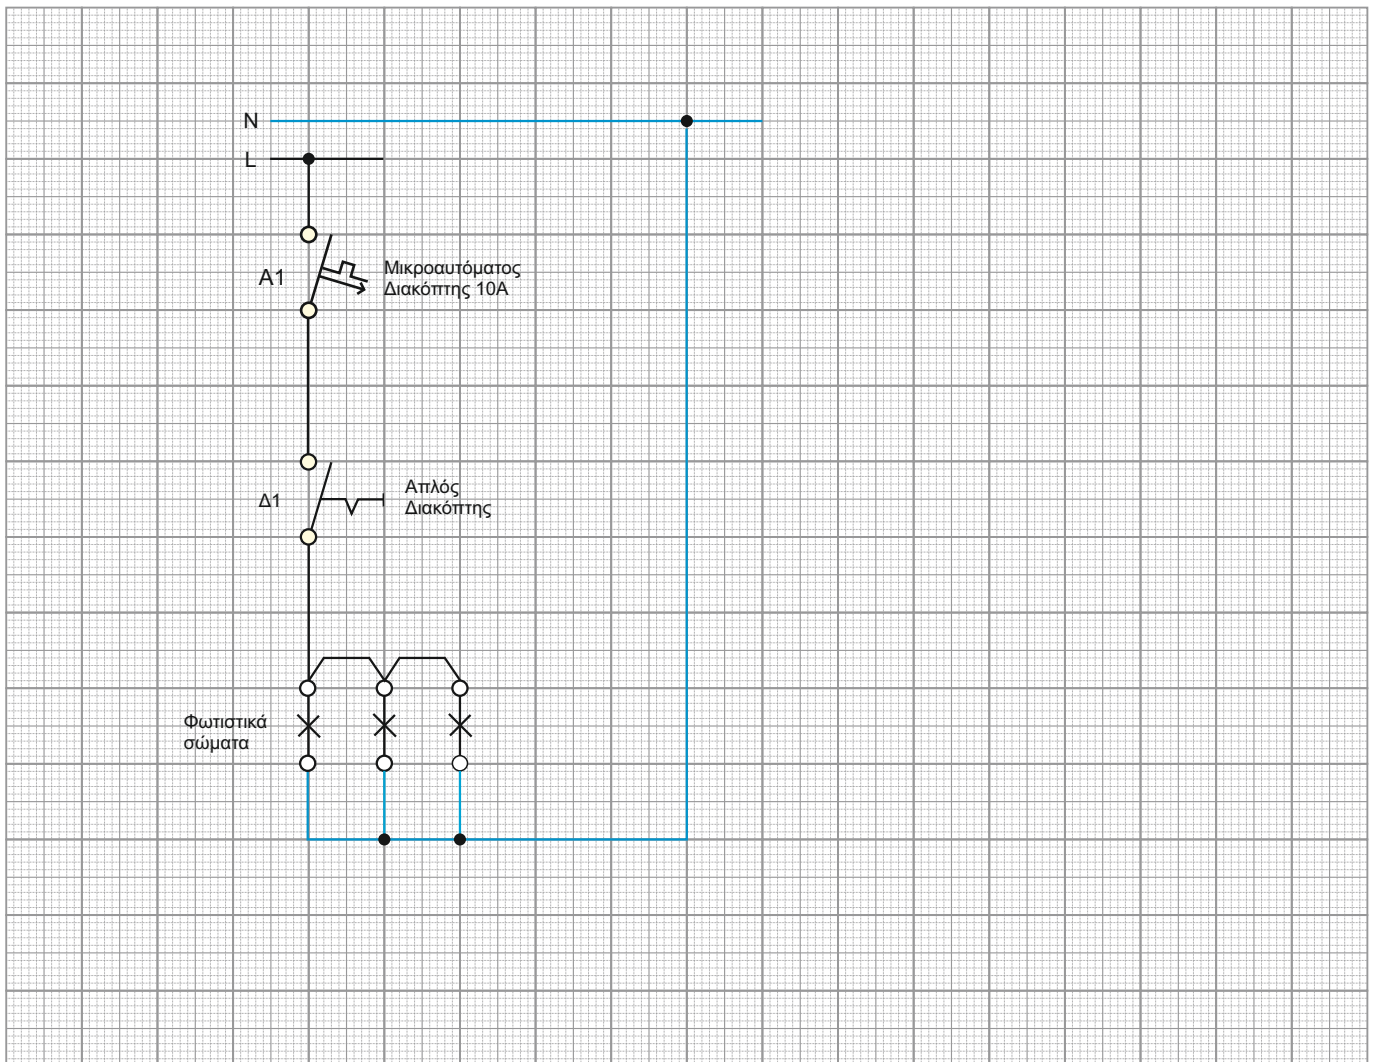 N
L
A1
Μικροαυτόματος
Διακόπτης 10A
Δ1
Απλός
Διακόπτης
Φωτιστικά
σώματα